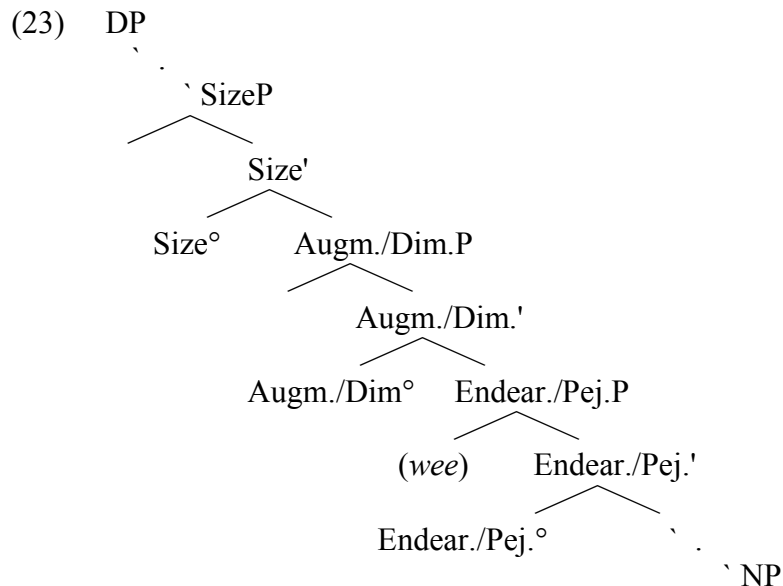 (23) DP
SizeP
Size'
Size° Augm./Dim.P
Augm./Dim.'
Augm./Dim° Endear./Pej.P
(wee) Endear./Pej.'
Endear./Pej.°
NP